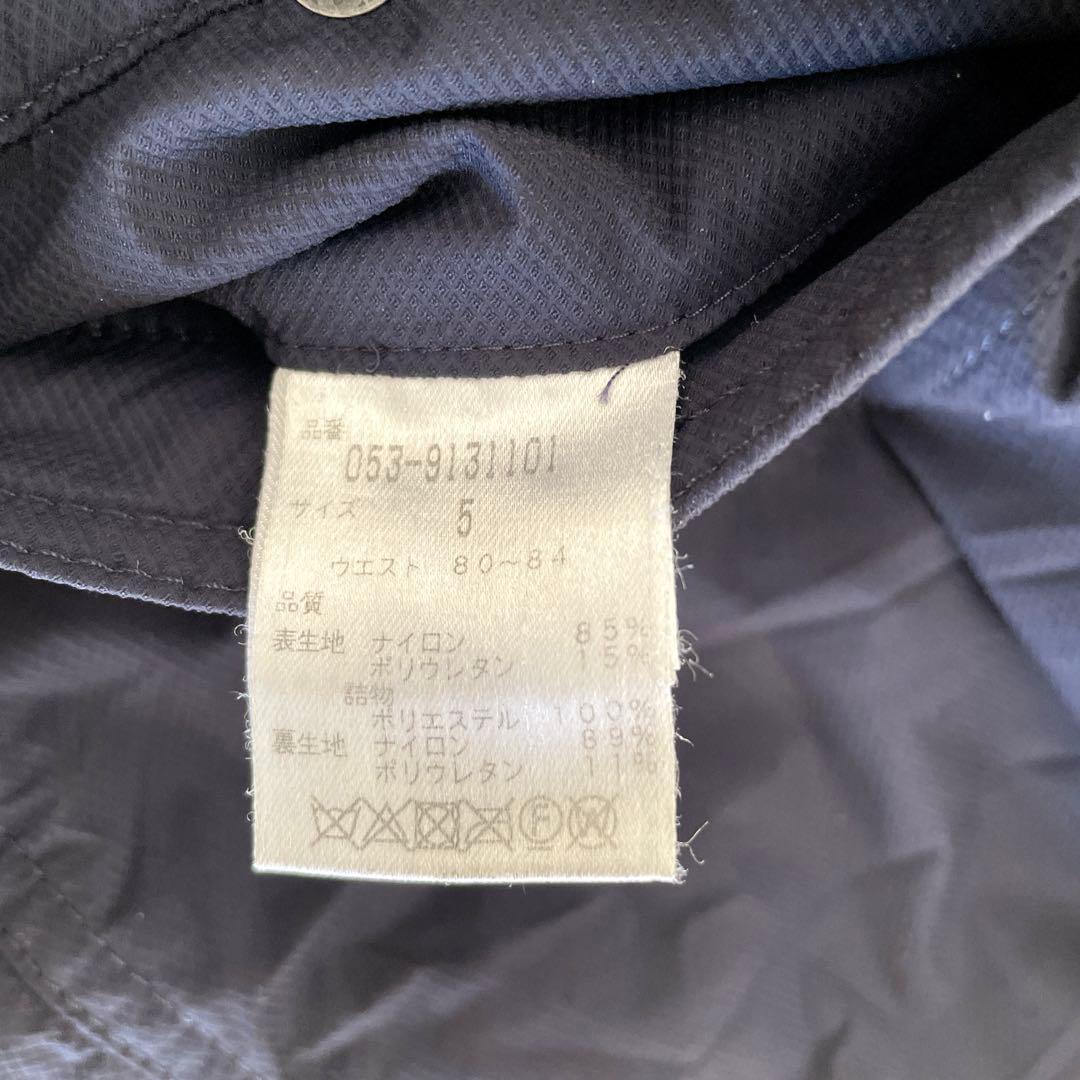 品番
053-9131101
サイズ 5
ウエスト 80～84
品質
表生地 ナイロン 85%
ポリウレタン 15%
詰物
ポリエステル 100%
裏生地 ナイロン 89%
ポリウレタン 11%
F W